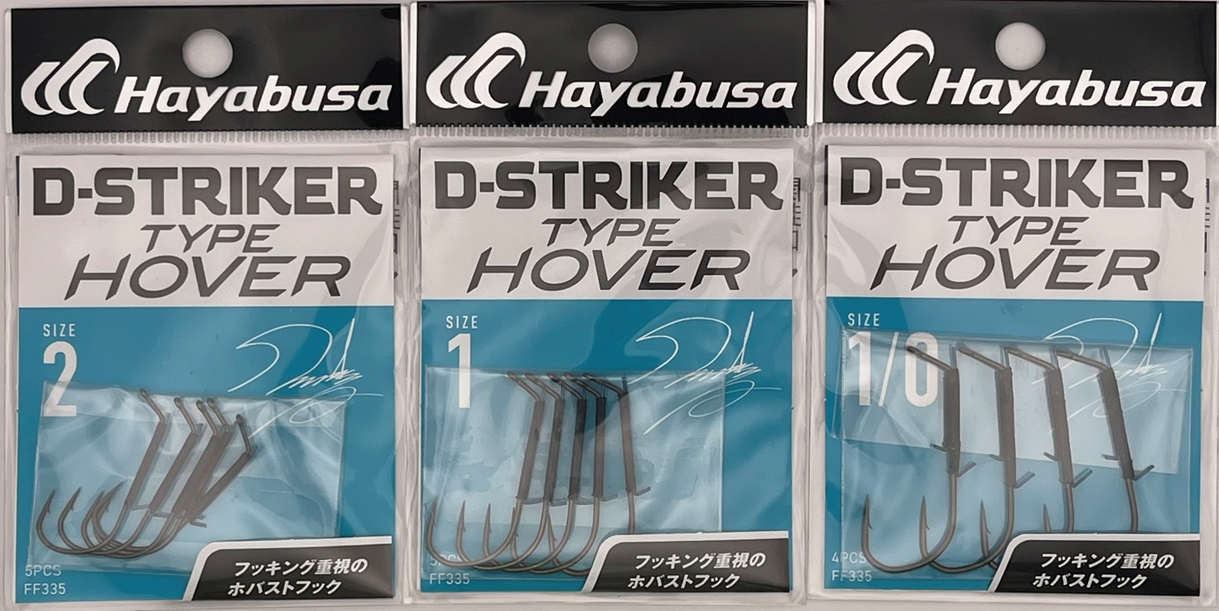 Hayabusa
D-STRIKER
TYPE
HOVER
SIZE
2
5PCS
FF335
フッキング重視の
ホバストフック
Hayabusa
D-STRIKER
TYPE
HOVER
SIZE
1
5PCS
FF335
フッキング重視の
ホバストフック
Hayabusa
D-STRIKER
TYPE
HOVER
SIZE
1/0
4PCS
FF335
フッキング重視の
ホバストフック